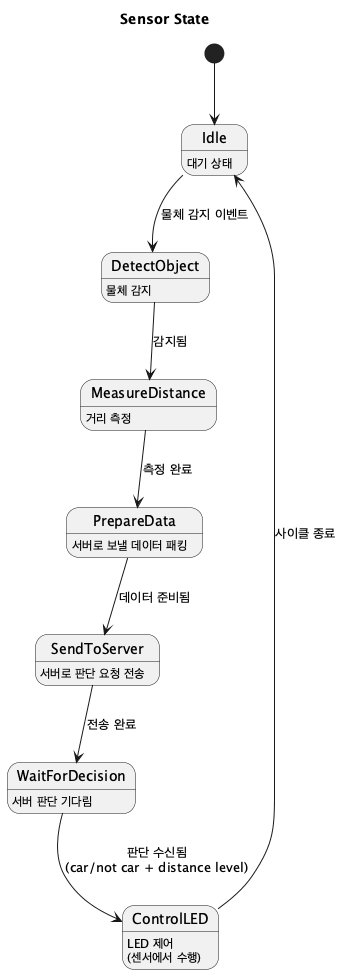 Sensor State
Idle
대기 상태
물체 감지 이벤트
DetectObject
물체 감지
감지됨
MeasureDistance
거리 측정
측정 완료
PrepareData
서버로 보낼 데이터 패킹
사이클 종료
데이터 준비됨
SendToServer
서버로 판단 요청 전송
전송 완료
WaitForDecision
서버 판단 기다림
판단 수신됨
(car/not car + distance level)
ControlLED
LED 제어
(센서에서 수행)